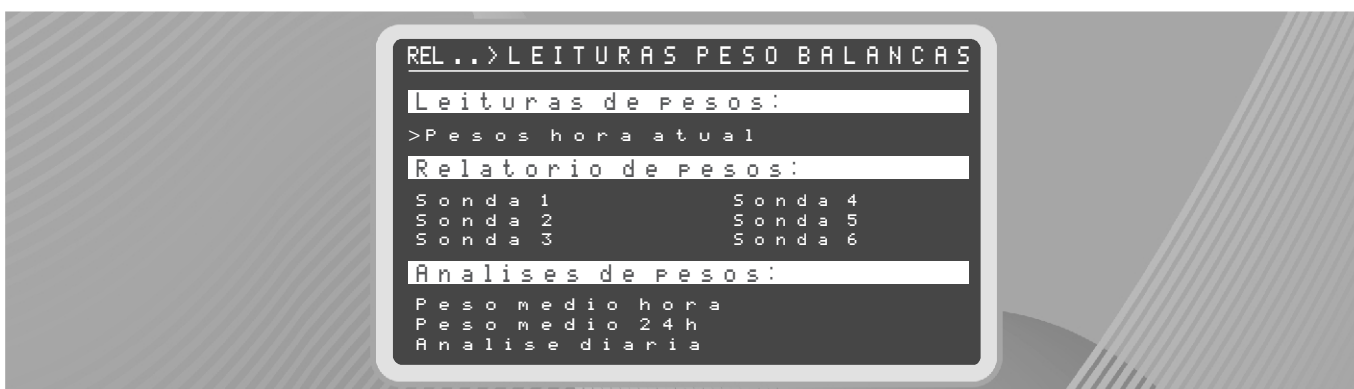 REL..>LEITURAS PESO BALANCAS
Leituras de pesos:
>Pesos hora atual
Relatorio de pesos:
Sonda 1 Sonda 4
Sonda 2 Sonda 5
Sonda 3 Sonda 6
Analises de pesos:
Peso medio hora
Peso medio 24h
Analise diaria